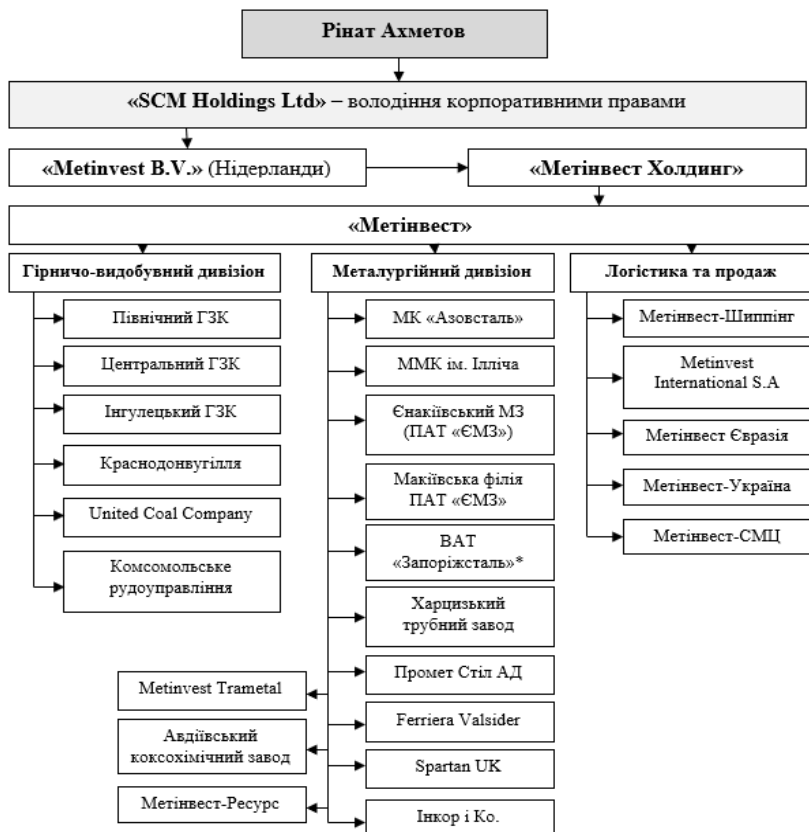 Рінат Ахметов
«SCM Holdings Ltd» – володіння корпоративними правами
«Metinvest B.V.» (Нідерланди)
«Метінвест Холдинг»
«Метінвест»
Гірничо-видобувний дивізіон
Північний ГЗК
Центральний ГЗК
Інгулецький ГЗК
Краснодонвугілля
United Coal Company
Комсомольське
рудоуправління
Металургійний дивізіон
МК «Азовсталь»
ММК ім. Ілліча
Єнакіївський МЗ
(ПАТ «ЄМЗ»)
Макіївська філія
ПАТ «ЄМЗ»
ВАТ
«Запоріжсталь»*
Харцизький
трубний завод
Промет Стіл АД
Ferriera Valsider
Spartan UK
Інкор і Ко.
Metinvest Trametal
Авдіївський
коксохімічний завод
Метінвест-Ресурс
Логістика та продаж
Метінвест-Шиппінг
Metinvest
International S.A
Метінвест Євразія
Метінвест-Україна
Метінвест-СМЦ